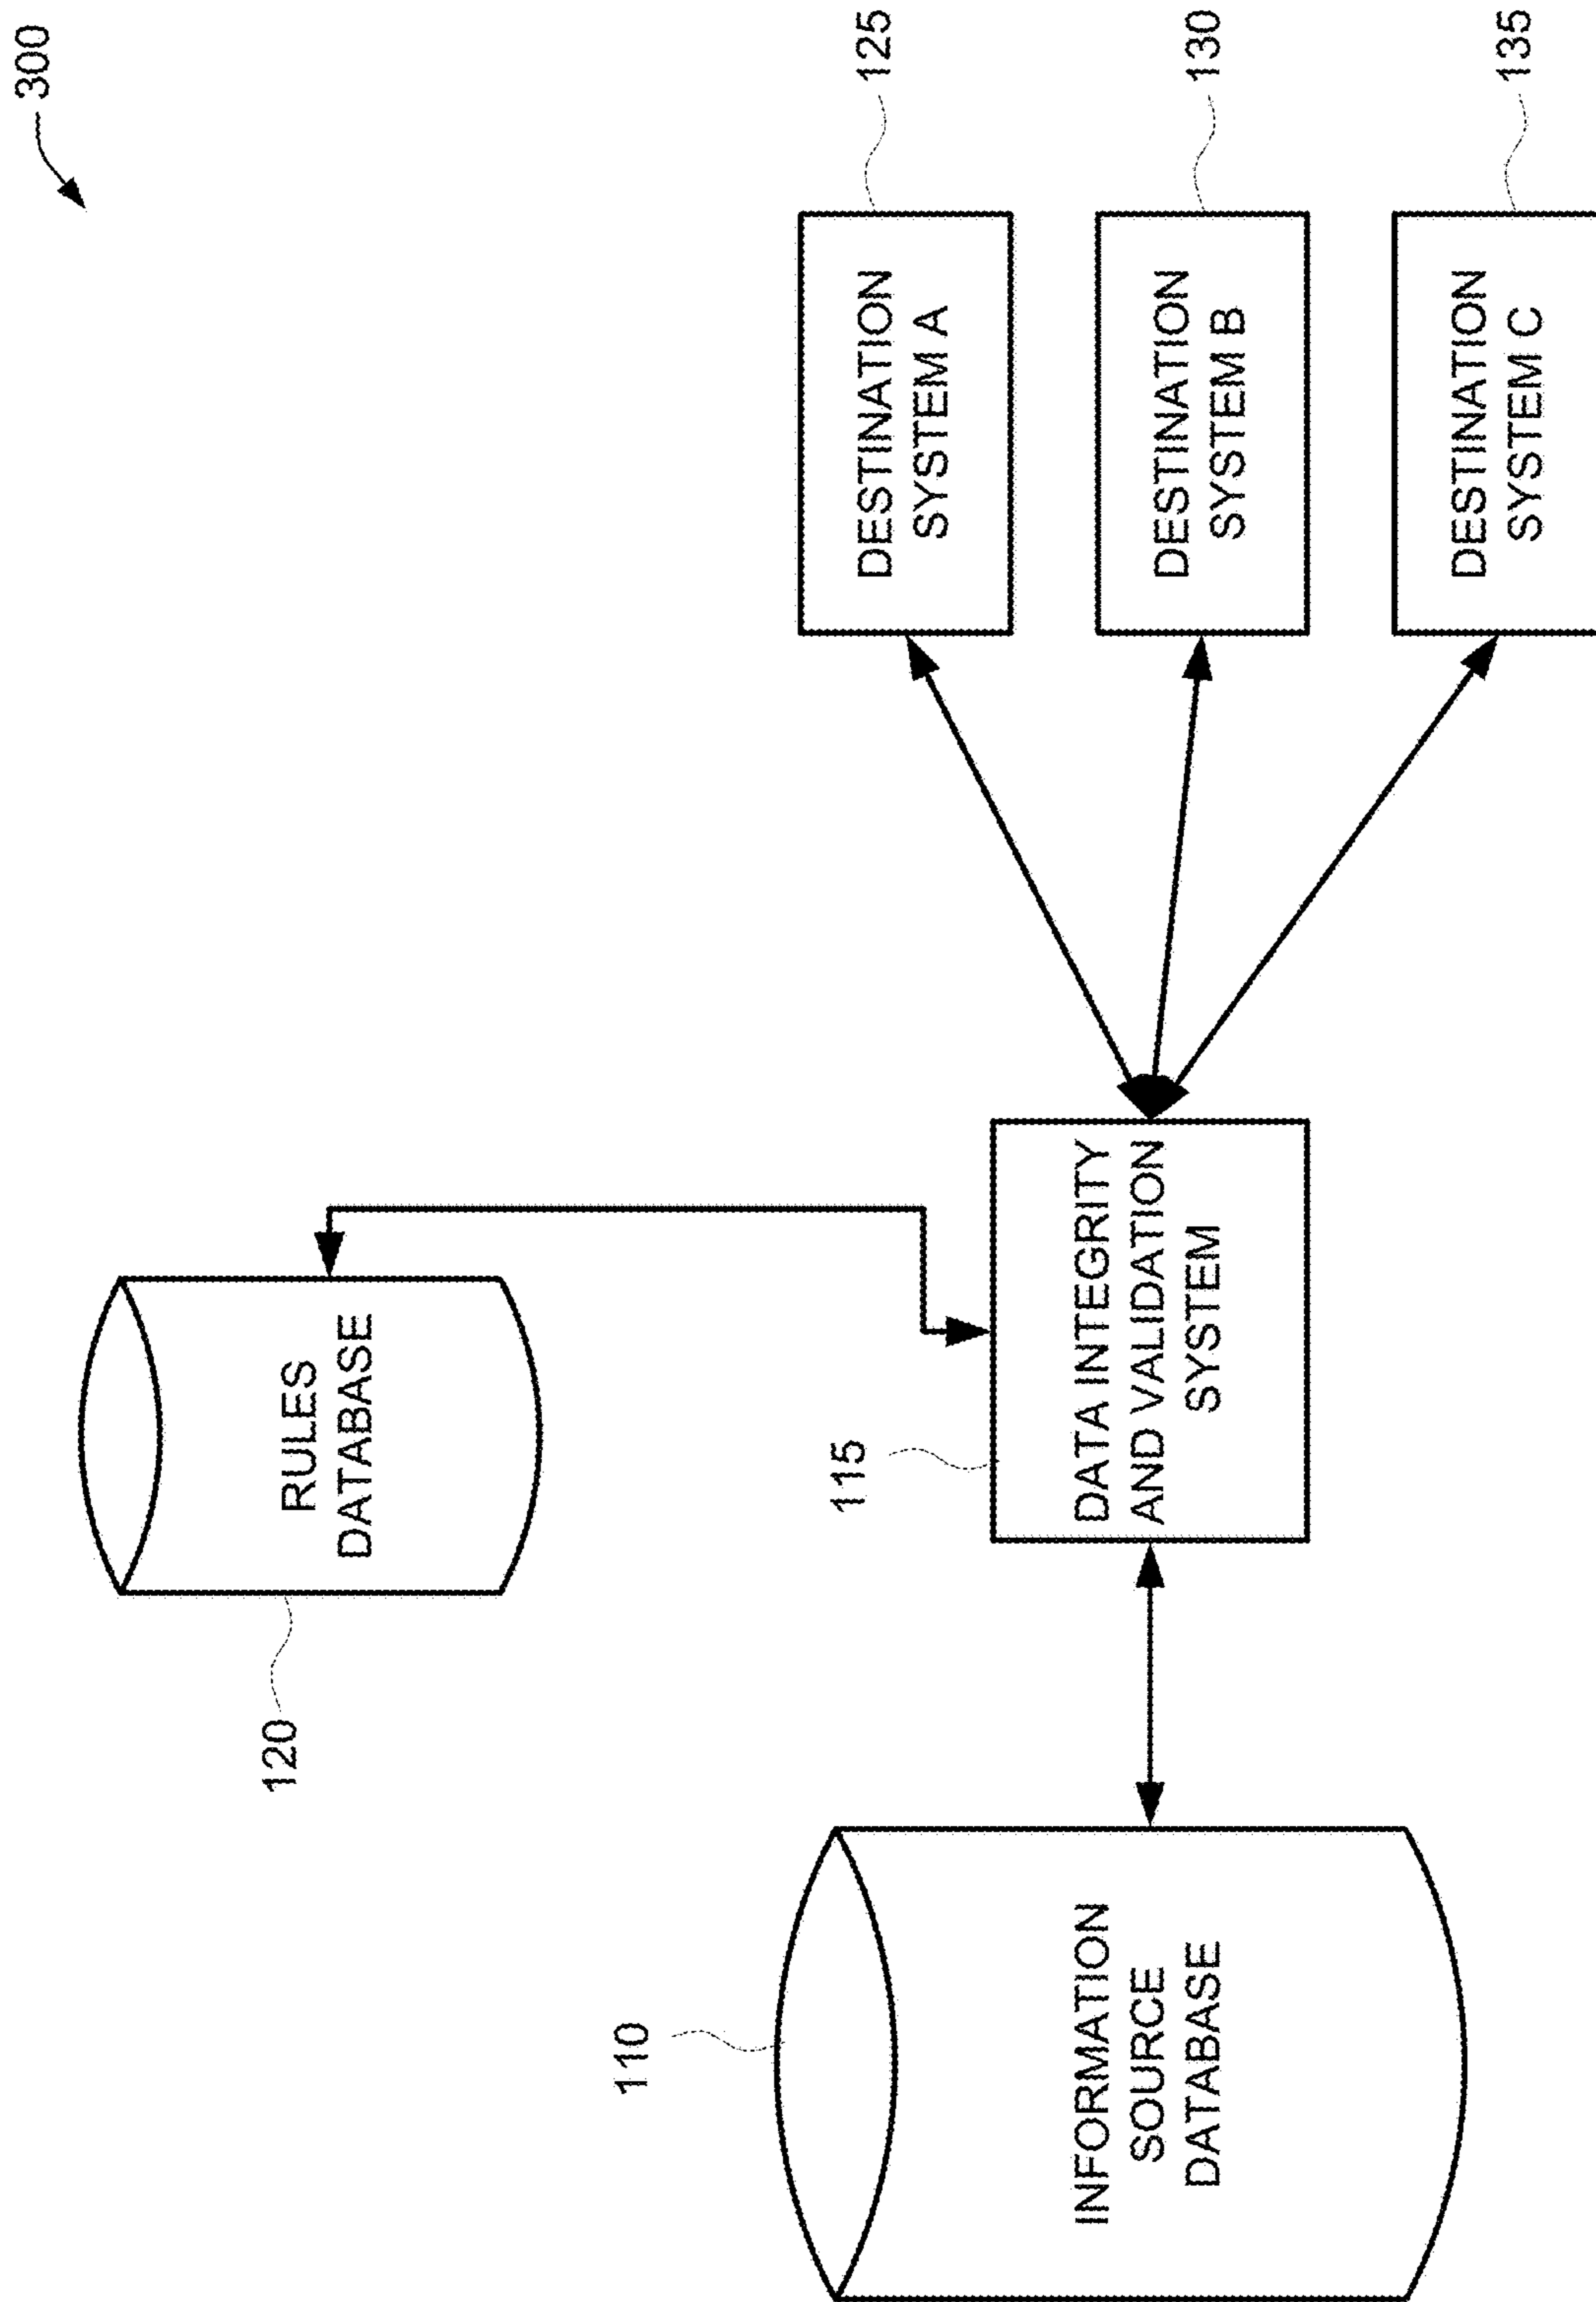 300
120
RULES
DATABASE
110
INFORMATION
SOURCE
DATABASE
115
DATA INTEGRITY
AND VALIDATION
SYSTEM
DESTINATION
SYSTEM A
125
DESTINATION
SYSTEM B
130
DESTINATION
SYSTEM C
135